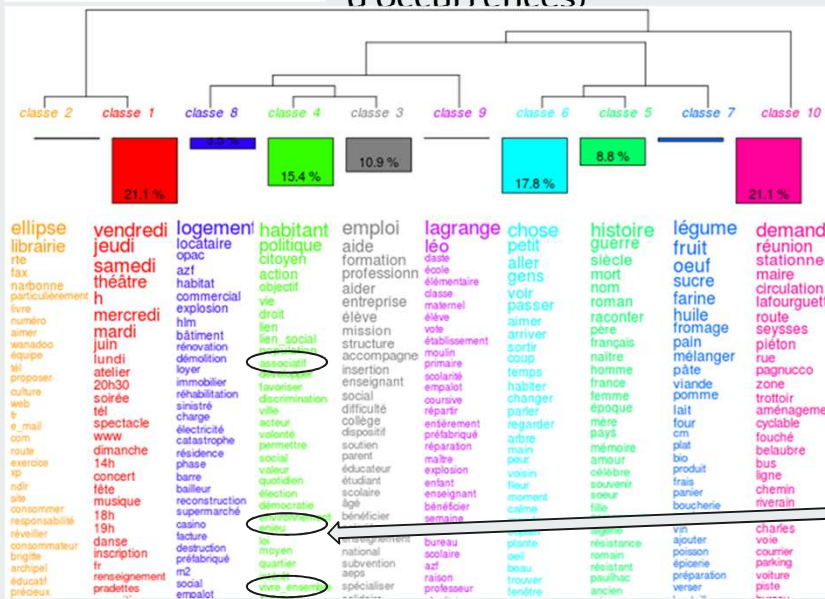 d'occurrences)
classe 2 classe 1 classe 8 classe 4 classe 3 classe 9 classe 6 classe 5 classe 7 classe 10
21.1 % 15.4 % 10.9 % 17.8 % 8.8 % 21.1 %
ellipse
librairie
rte
fax
narbonne
particulièrement
livre
numéro
aimer
wanadoo
équipe
tél
proposer
culture
web
fr
e_mail
com
route
exercice
xp
ndlr
site
consommer
responsabilité
réveiller
consommateur
brigitte
archipel
éducatif
précieux
vendredi
jeudi
samedi
théâtre
h
mercredi
mardi
juin
lundi
atelier
20h30
soirée
tél
spectacle
www
dimanche
14h
concert
fête
musique
18h
19h
danse
inscription
fr
renseignement
pradettes
logement
locataire
opac
azf
habitat
commercial
explosion
hlm
bâtiment
rénovation
démolition
loyer
immobilier
réhabilitation
sinistré
charge
électricité
catastrophe
résidence
phase
barre
bailleur
reconstruction
supermarché
casino
facture
destruction
préfabriqué
m2
social
empalot
habitant
politique
citoyen
action
objectif
vie
droit
lien
lien_social
population
associatif
développer
favoriser
discrimination
ville
acteur
volonté
permettre
social
valeur
quotidien
élection
démocratie
environnement
enjeu
loi
moyen
quartier
vivre_ensemble
emploi
aide
formation
professionn
aider
entreprise
élève
mission
structure
accompagne
insertion
enseignant
social
difficulté
collège
dispositif
soutien
parent
éducateur
étudiant
scolaire
âgé
bénéficier
enseignement
national
subvention
aeps
spécialiser
lagrange
léo
daste
école
élémentaire
classe
maternel
élève
vote
établissement
moulin
primaire
scolarité
empalot
coursive
répartir
entièrement
préfabriqué
réparation
maître
explosion
enfant
enseignant
bénéficier
semaine
bureau
scolaire
azf
raison
professeur
chose
petit
aller
gens
voir
passer
aimer
arriver
sortir
coup
temps
habiter
changer
parler
regarder
arbre
main
peur
voisin
fleur
moment
calme
copain
plante
oeil
beau
trouver
fenêtre
histoire
guerre
siècle
mort
nom
roman
raconter
père
français
naître
homme
france
femme
époque
mère
pays
mémoire
amour
célèbre
souvenir
soeur
fille
algérie
résistance
romain
résistant
pauilhac
ancien
légume
fruit
oeuf
sucre
farine
huile
fromage
pain
mélanger
pâte
viande
pomme
lait
four
cm
plat
bio
produit
frais
panier
boucherie
vin
ajouter
poisson
épicerie
préparation
verser
demand
réunion
stationne
maire
circulation
lafourguett
route
seysses
piéton
rue
pagnucco
zone
trottoir
aménageme
cyclable
fouché
belaubre
bus
ligne
chemin
riverain
charles
voie
courrier
parking
voiture
piste